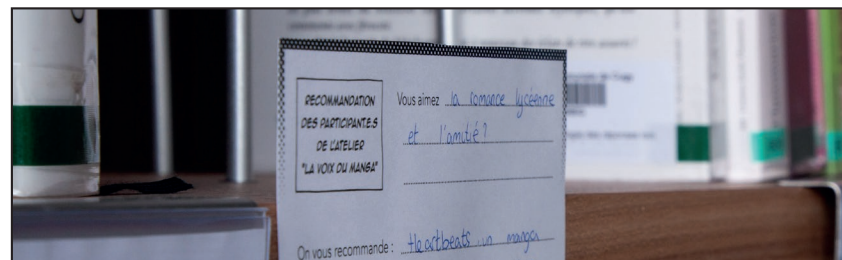 RECOMMANDATION
DES PARTICIPANT.E.S
DE L'ATELIER
"LA VOIX DU MANGA"
Vous aimez la romance lycéenne
et l'amitié ?
On vous recommande : Heartbeats un manga